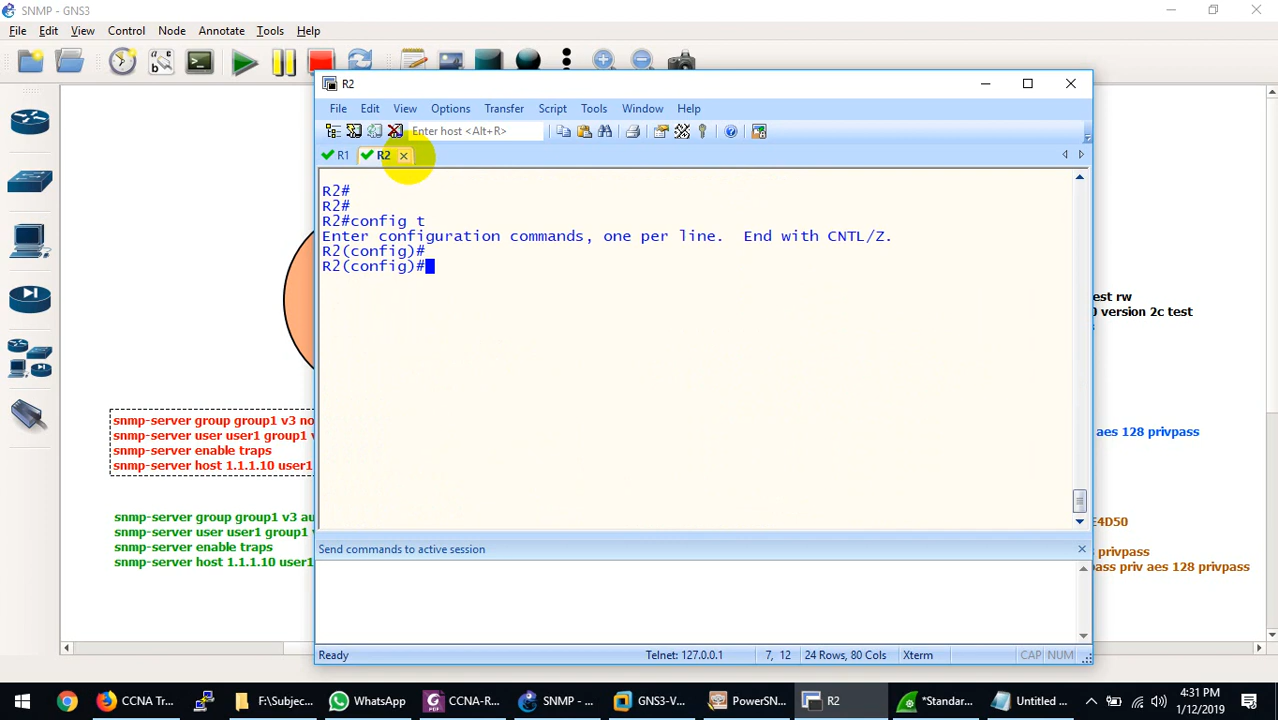 SNMP - GNS3
File Edit View Control Node Annotate Tools Help
R2
File Edit View Options Transfer Script Tools Window Help
Enter host <Alt+R>
R1 R2
R2#
R2#
R2#config t
Enter configuration commands, one per line.  End with CNTL/Z.
R2(config)#
R2(config)#
est rw
0 version 2c test
snmp-server group group1 v3 no
snmp-server user user1 group1 v
snmp-server enable traps
snmp-server host 1.1.1.10 user1
aes 128 privpass
snmp-server group group1 v3 au
snmp-server user user1 group1 v
snmp-server enable traps
snmp-server host 1.1.1.10 user1
E4D50
privpass
pass priv aes 128 privpass
Send commands to active session
Ready Telnet: 127.0.0.1 7, 12 24 Rows, 80 Cols Xterm CAP NUM
CCNA Tr... F:\Subjec... WhatsApp CCNA-R... SNMP - ... GNS3-V... PowerSN... R2 *Standar... Untitled ... 4:31 PM
1/12/2019